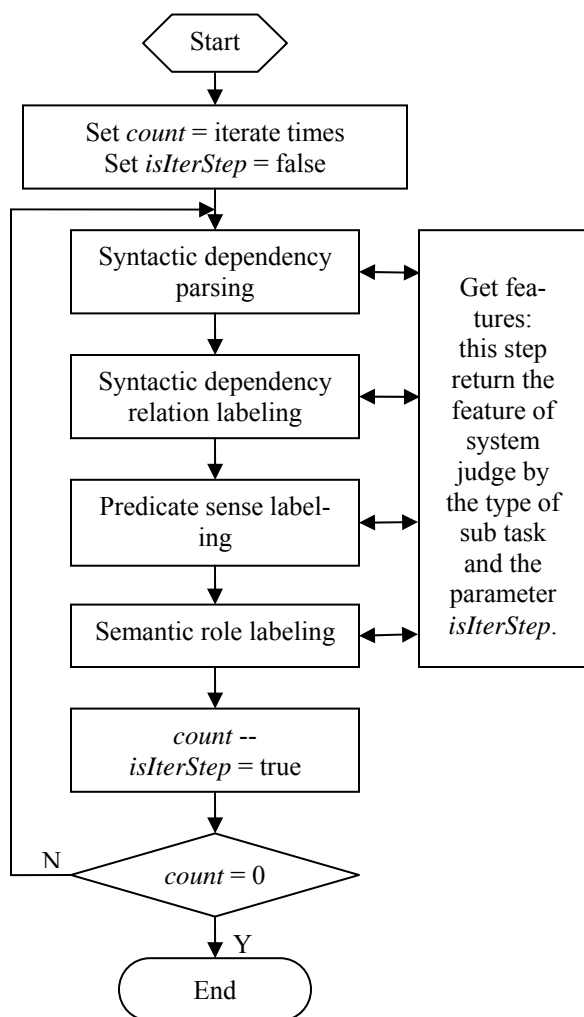 Start
Set count = iterate times
Set isIterStep = false
Syntactic dependency
parsing
Syntactic dependency
relation labeling
Predicate sense label-
ing
Semantic role labeling
Get fea-
tures:
this step
return the
feature of
system
judge by
the type of
sub task
and the
parameter
isIterStep.
count --
isIterStep = true
N
count = 0
Y
End